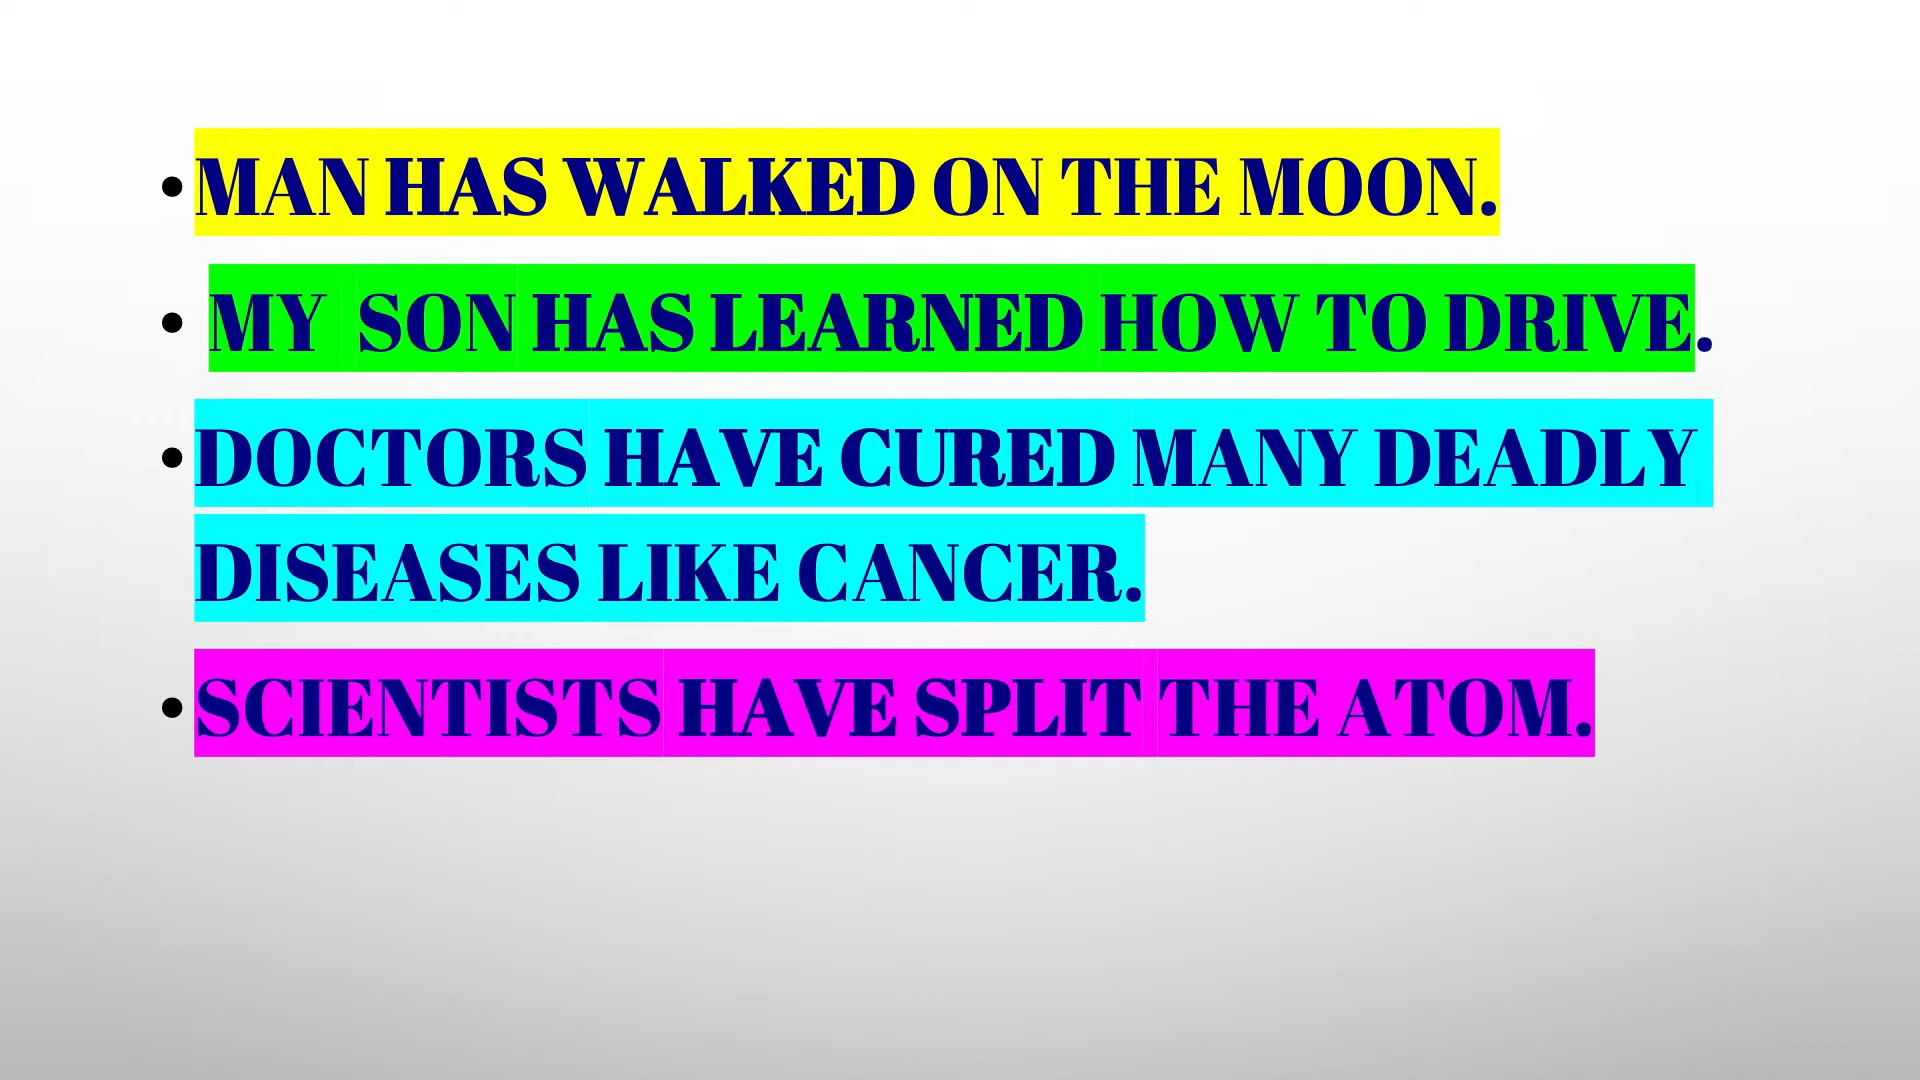 • MAN HAS WALKED ON THE MOON.
• MY SON HAS LEARNED HOW TO DRIVE.
• DOCTORS HAVE CURED MANY DEADLY
DISEASES LIKE CANCER.
• SCIENTISTS HAVE SPLIT THE ATOM.